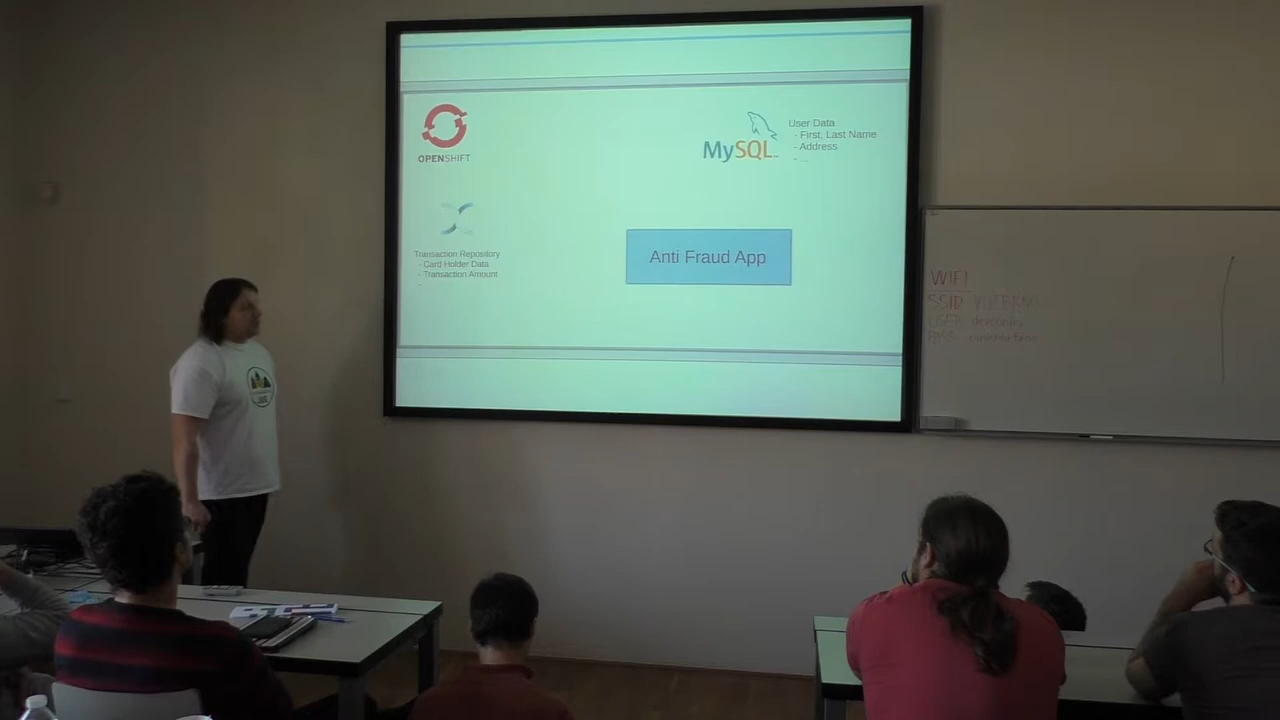 OPENSHIFT
MySQL
User Data
- First, Last Name
- Address
- ...
Transaction Repository
- Card Holder Data
- Transaction Amount
Anti Fraud App
WIFI
SSID
USER devconf
PASS